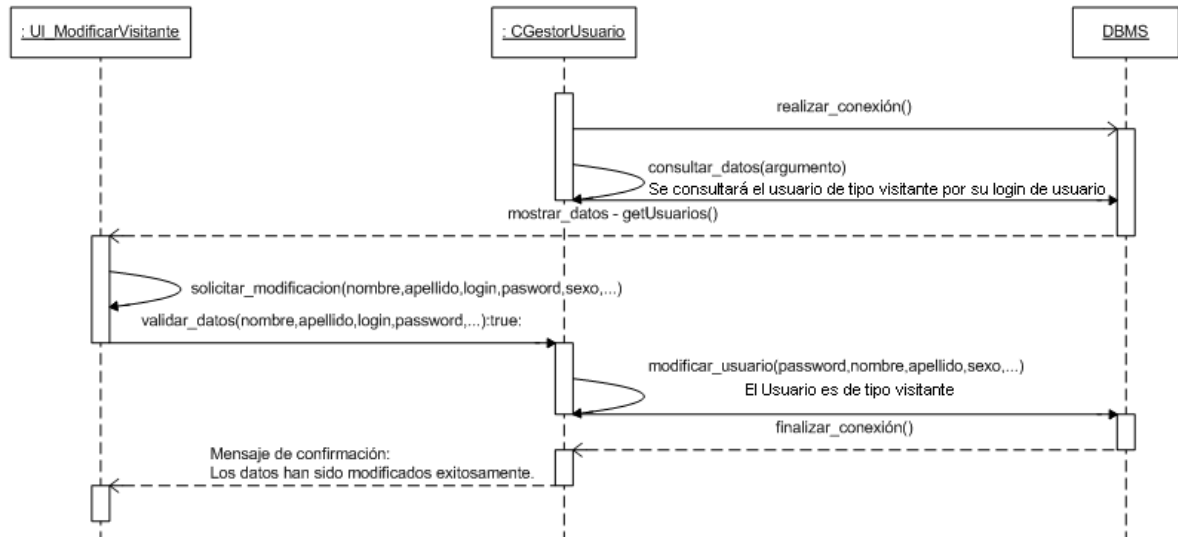 : UI_ModificarVisitante
: CGestorUsuario
DBMS
realizar_conexión()
consultar_datos(argumento)
Se consultará el usuario de tipo visitante por su login de usuario
mostrar_datos - getUsuarios()
solicitar_modificacion(nombre,apellido,login,pasword,sexo,...)
validar_datos(nombre,apellido,login,password,...):true:
modificar_usuario(password,nombre,apellido,sexo,...)
El Usuario es de tipo visitante
finalizar_conexión()
Mensaje de confirmación:
Los datos han sido modificados exitosamente.